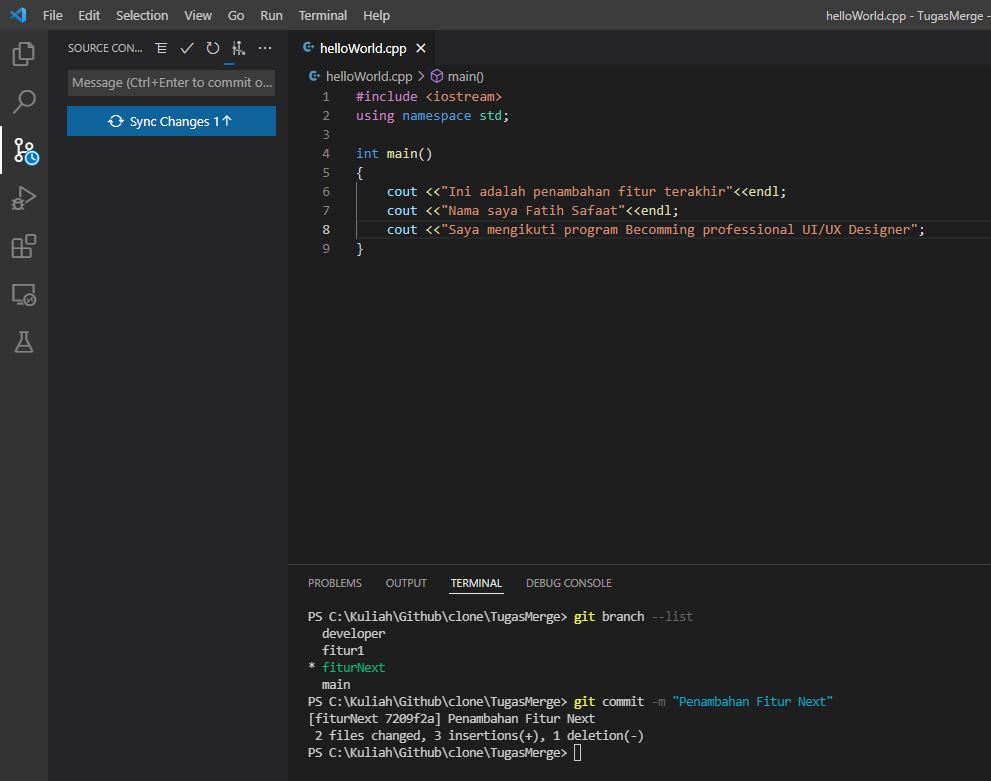 File Edit Selection View Go Run Terminal Help helloWorld.cpp - TugasMerge -
SOURCE CON...
Message (Ctrl+Enter to commit o...
Sync Changes 1↑
helloWorld.cpp
helloWorld.cpp > main()
1 #include <iostream>
2 using namespace std;
3
4 int main()
5 {
6 cout <<"Ini adalah penambahan fitur terakhir"<<endl;
7 cout <<"Nama saya Fatih Safaat"<<endl;
8 cout <<"Saya mengikuti program Becomming professional UI/UX Designer";
9 }
PROBLEMS OUTPUT TERMINAL DEBUG CONSOLE
PS C:\Kuliah\Github\clone\TugasMerge> git branch --list
developer
fitur1
* fiturNext
main
PS C:\Kuliah\Github\clone\TugasMerge> git commit -m "Penambahan Fitur Next"
[fiturNext 7209f2a] Penambahan Fitur Next
2 files changed, 3 insertions(+), 1 deletion(-)
PS C:\Kuliah\Github\clone\TugasMerge>